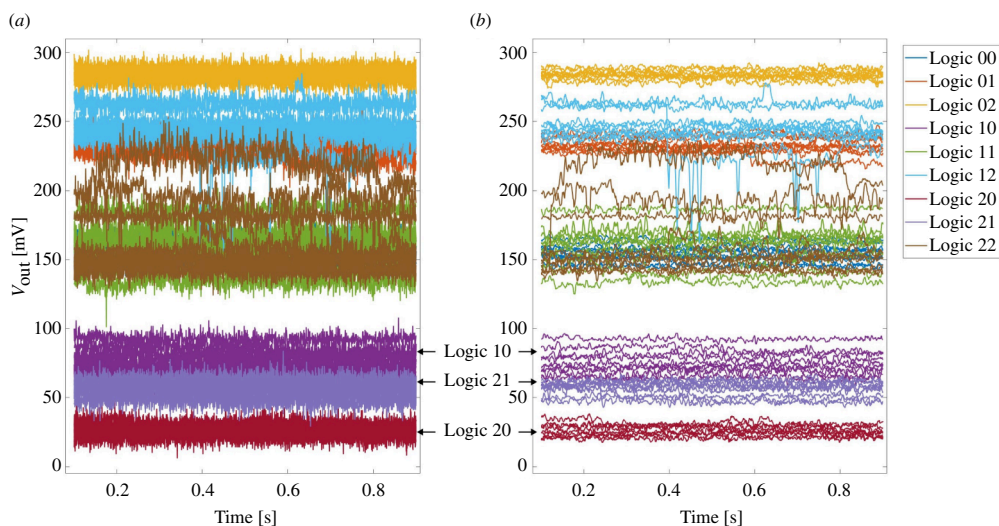 (a)
(b)
300
250
200
150
100
50
0
Vout [mV]
0.2 0.4 0.6 0.8
Time [s]
Logic 10
Logic 21
Logic 20
300
250
200
150
100
50
0
0.2 0.4 0.6 0.8
Time [s]
Logic 00
Logic 01
Logic 02
Logic 10
Logic 11
Logic 12
Logic 20
Logic 21
Logic 22